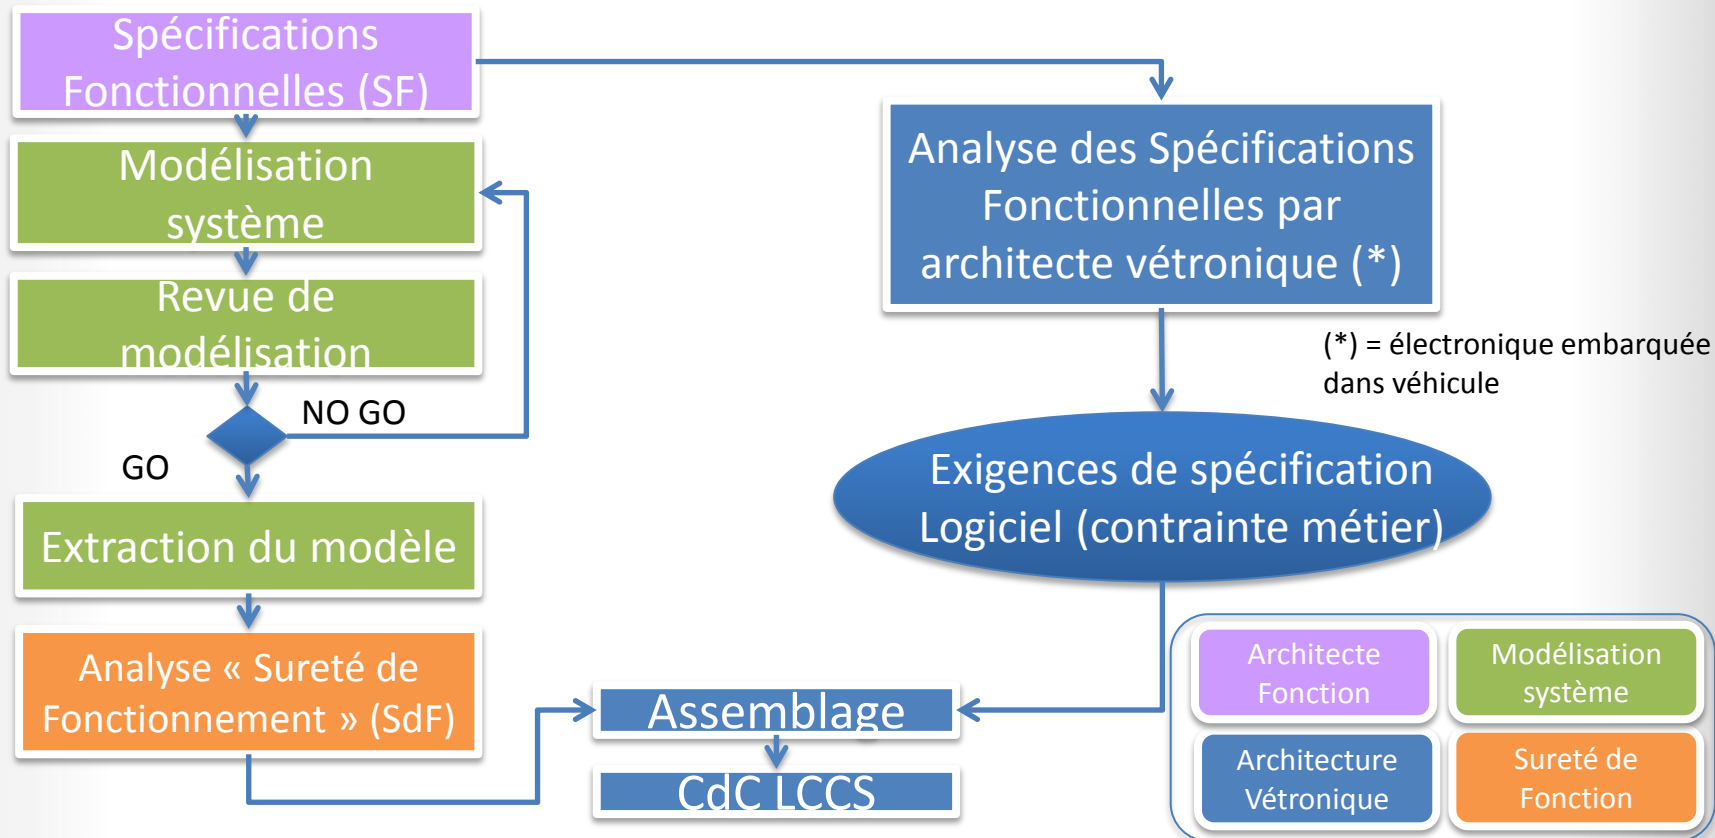 Spécifications
Fonctionnelles (SF)
Modélisation
système
Revue de
modélisation
NO GO
GO
Extraction du modèle
Analyse « Sureté de
Fonctionnement » (SdF)
Analyse des Spécifications
Fonctionnelles par
architecte vétronique (*)
(*) = électronique embarquée
dans véhicule
Exigences de spécification
Logiciel (contrainte métier)
Assemblage
CdC LCCS
Architecte
Fonction
Modélisation
système
Architecture
Vétronique
Sureté de
Fonction